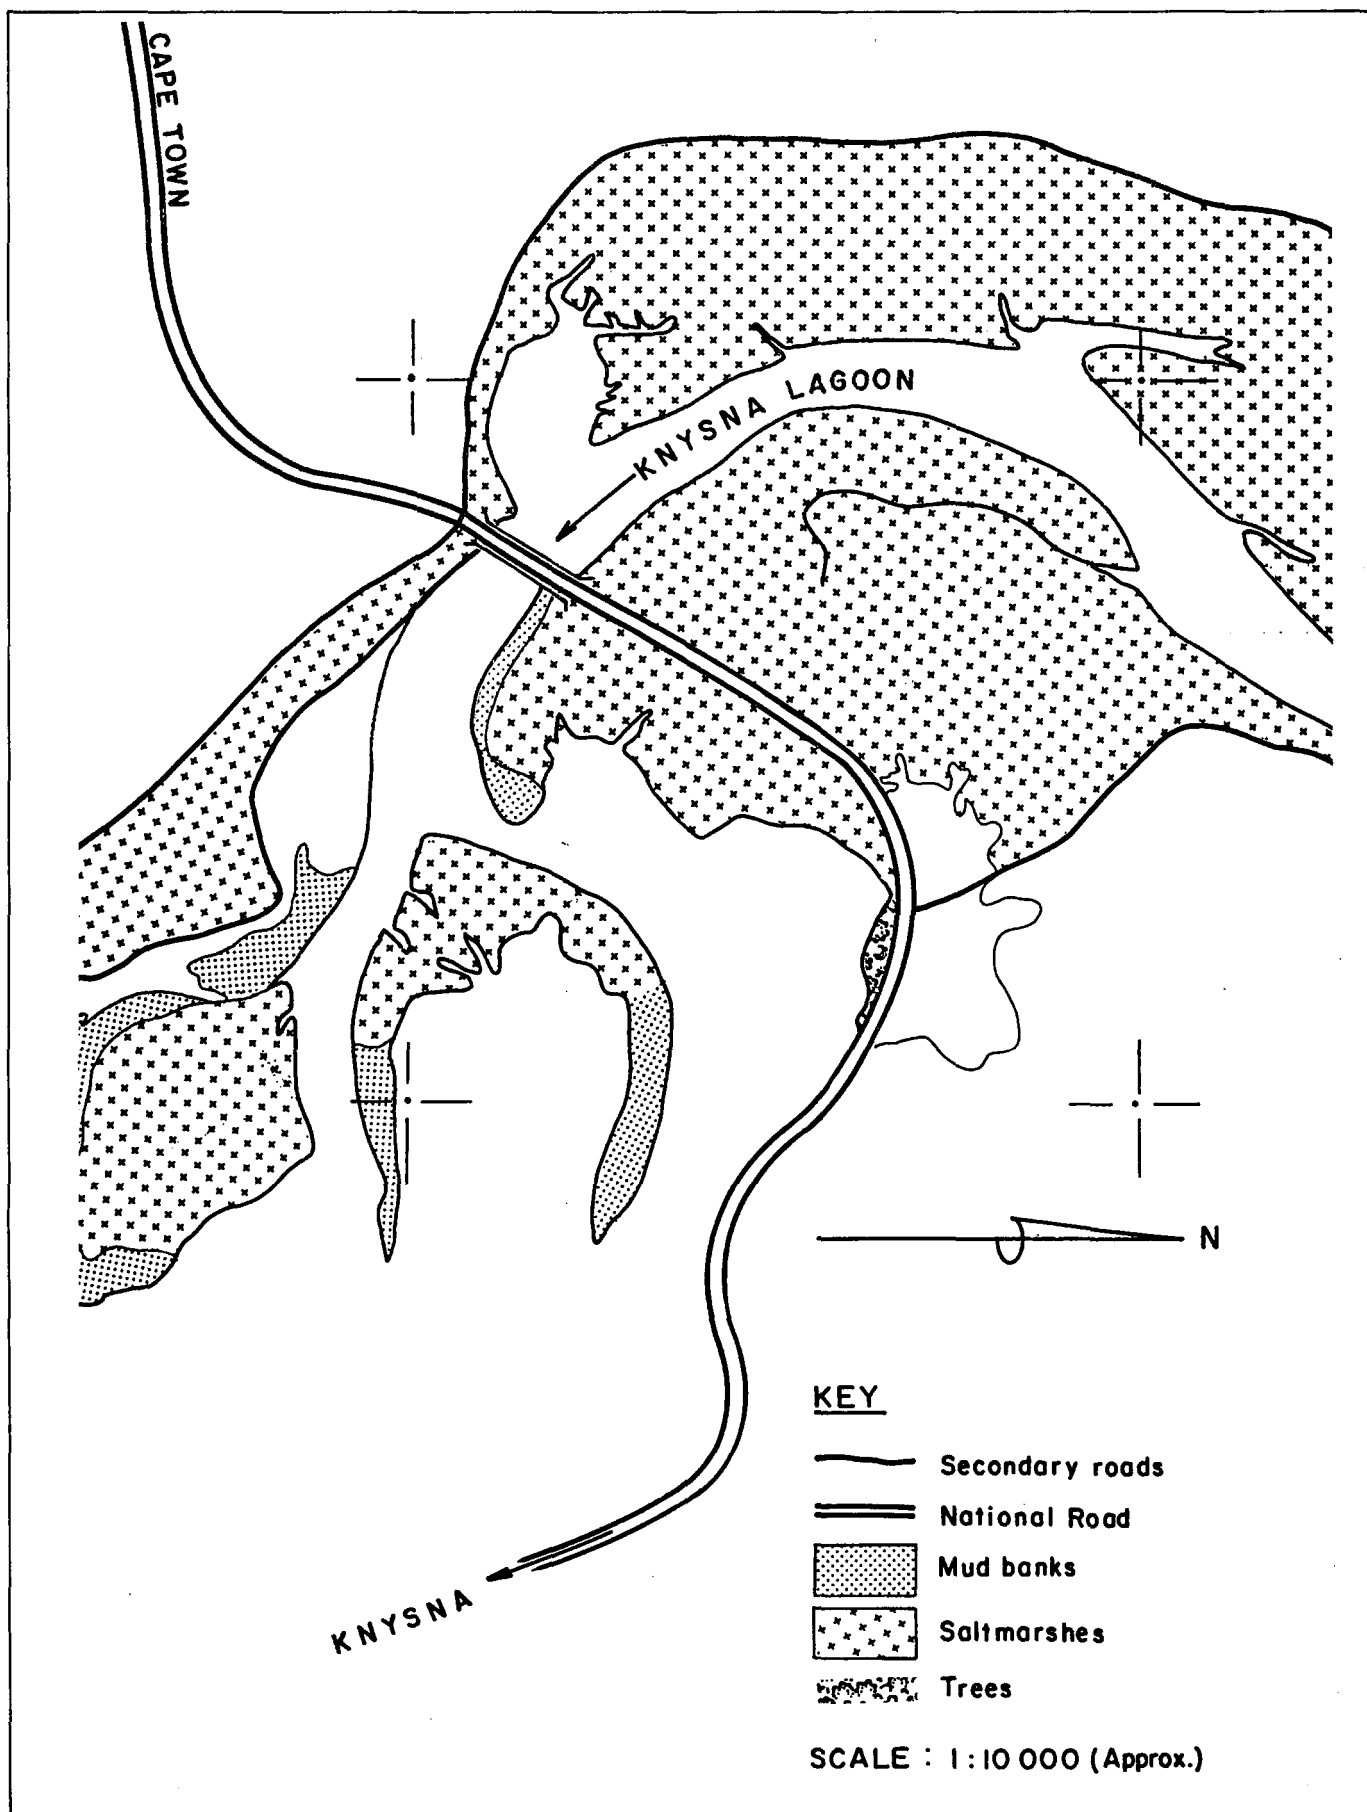 CAPE TOWN
KNYSNA LAGOON
N
KNYSNA
KEY
Secondary roads
National Road
Mud banks
Saltmarshes
Trees
SCALE : 1:10 000 (Approx.)